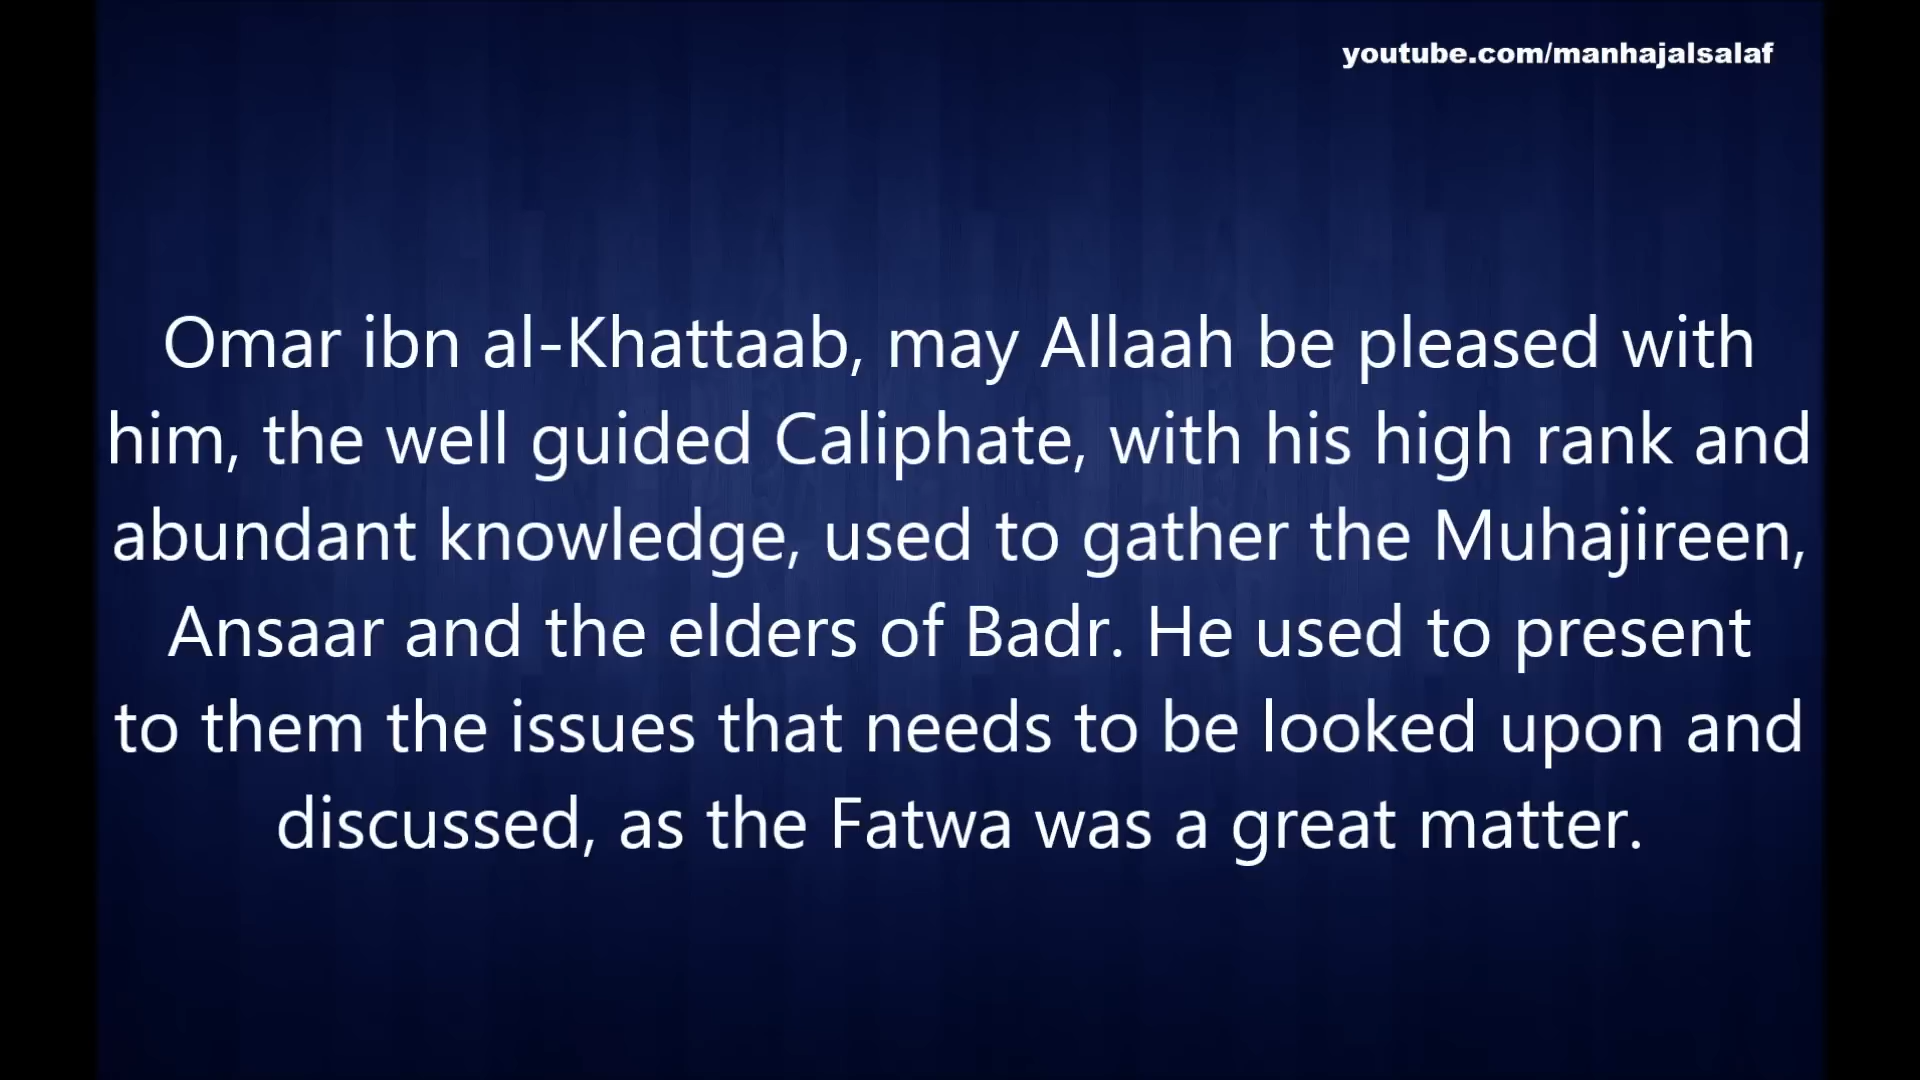 youtube.com/manhajalsalaf
Omar ibn al-Khattaab, may Allaah be pleased with
him, the well guided Caliphate, with his high rank and
abundant knowledge, used to gather the Muhajireen,
Ansaar and the elders of Badr. He used to present
to them the issues that needs to be looked upon and
discussed, as the Fatwa was a great matter.